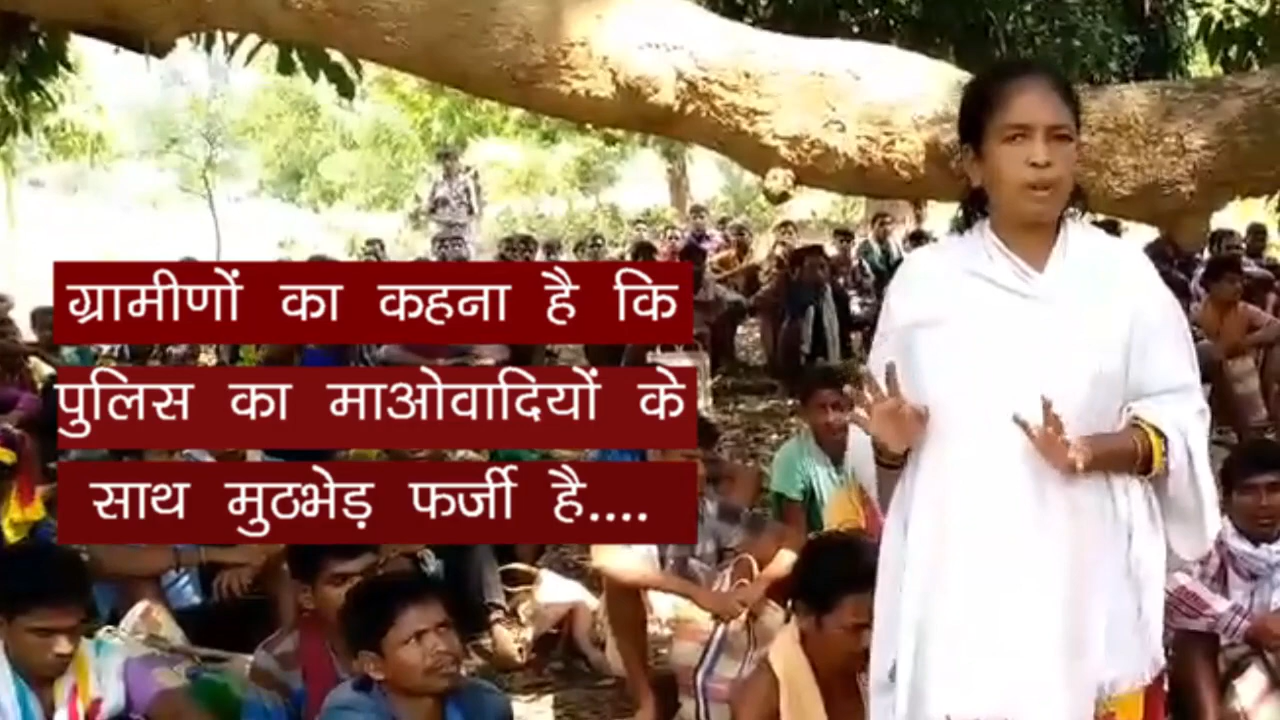 ग्रामीणों का कहना है कि
पुलिस का माओवादियों के
साथ मुठभेड़ फर्जी है....